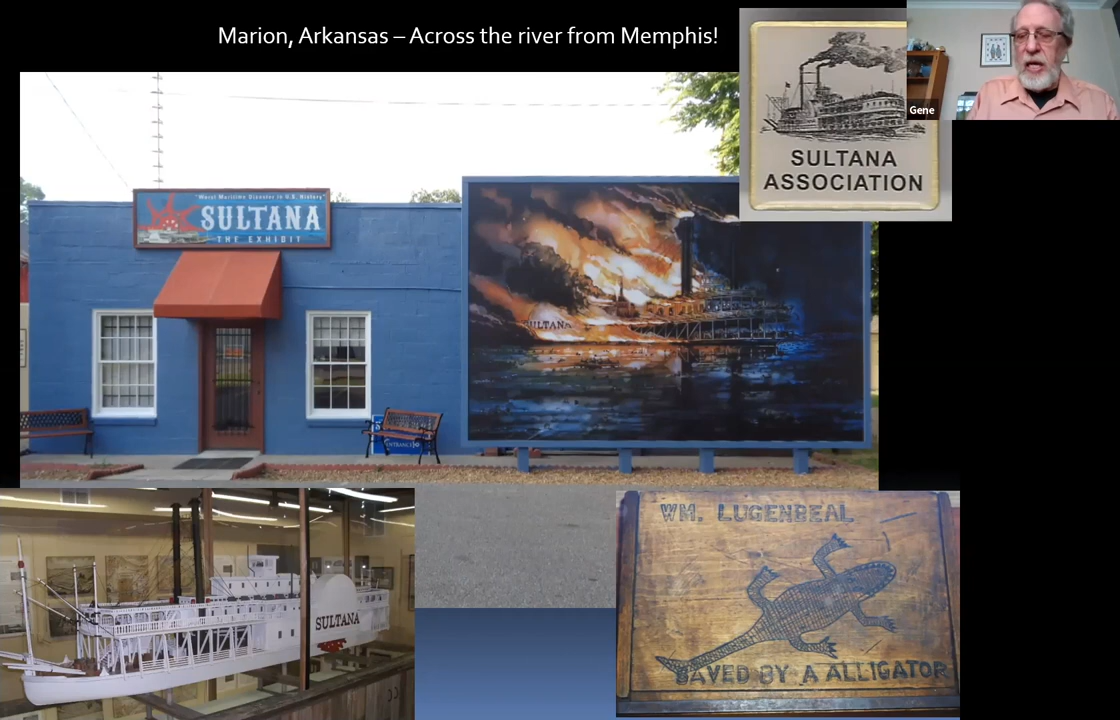 Marion, Arkansas – Across the river from Memphis!
SULTANA
ASSOCIATION
Gene
"Worst Maritime Disaster in U.S. History"
SULTANA
THE EXHIBIT
SULTANA
ENTRANCE
SULTANA
WM. LUGENBEAL
SAVED BY A ALLIGATOR